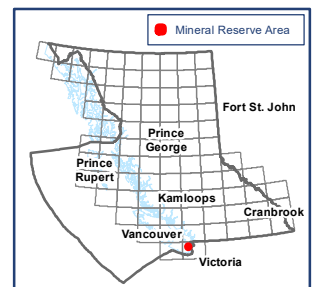 Mineral Reserve Area
Fort St. John
Prince
George
Prince
Rupert
Kamloops
Cranbrook
Vancouver
Victoria